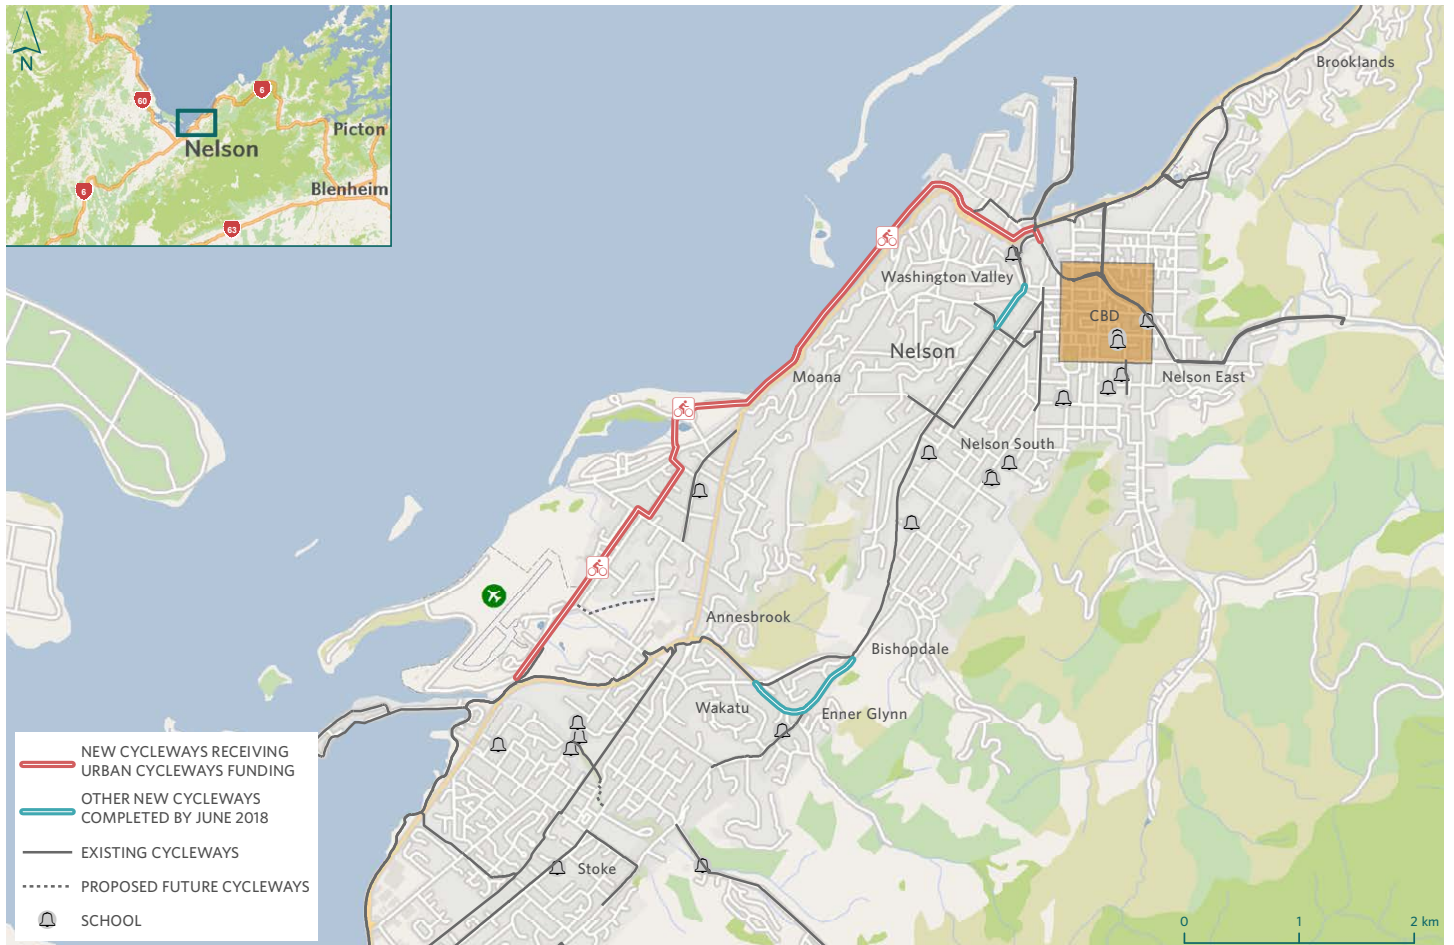 N
60
6
Picton
Nelson
6
Blenheim
63
Brooklands
Washington Valley
CBD
Nelson
Moana
Nelson East
Nelson South
Annesbrook
Bishopdale
Wakatu
Enner Glynn
Stoke
NEW CYCLEWAYS RECEIVING
URBAN CYCLEWAYS FUNDING
OTHER NEW CYCLEWAYS
COMPLETED BY JUNE 2018
EXISTING CYCLEWAYS
PROPOSED FUTURE CYCLEWAYS
SCHOOL
0 1 2 km